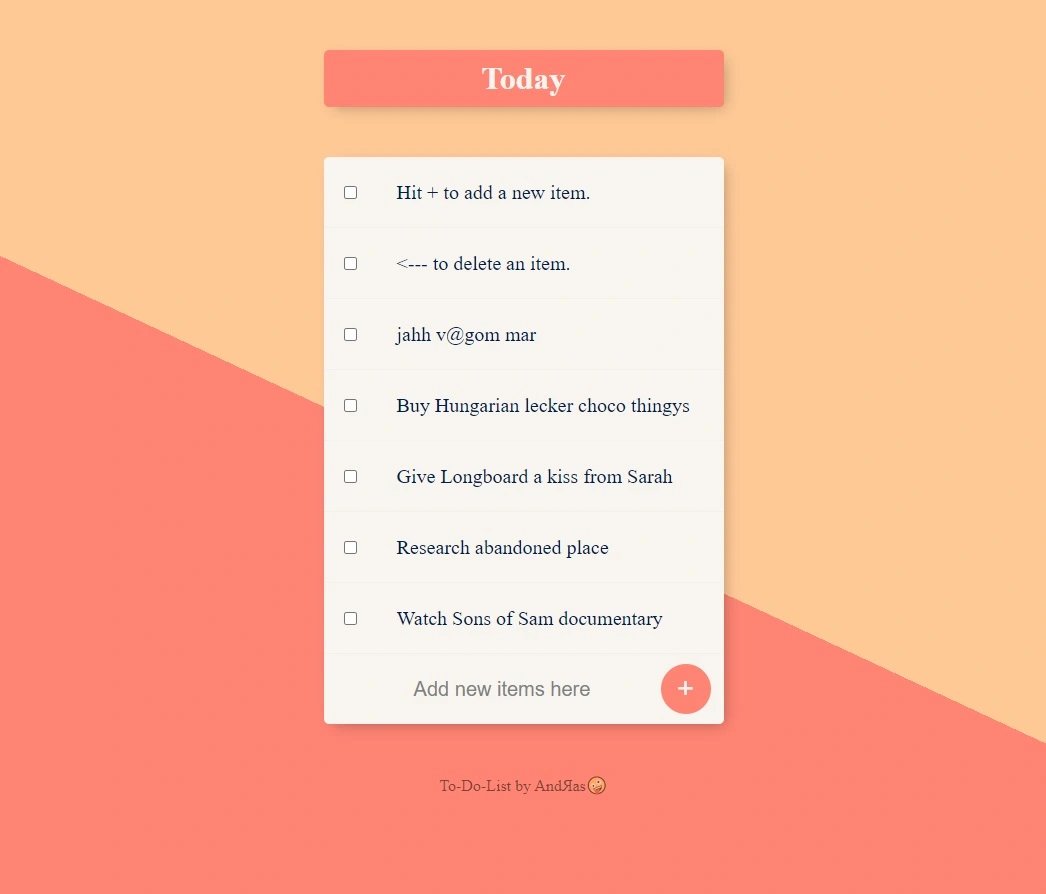 Today
Hit + to add a new item.
<--- to delete an item.
jahh v@gom mar
Buy Hungarian lecker choco thingys
Give Longboard a kiss from Sarah
Research abandoned place
Watch Sons of Sam documentary
Add new items here
+
To-Do-List by AndЯas🤪